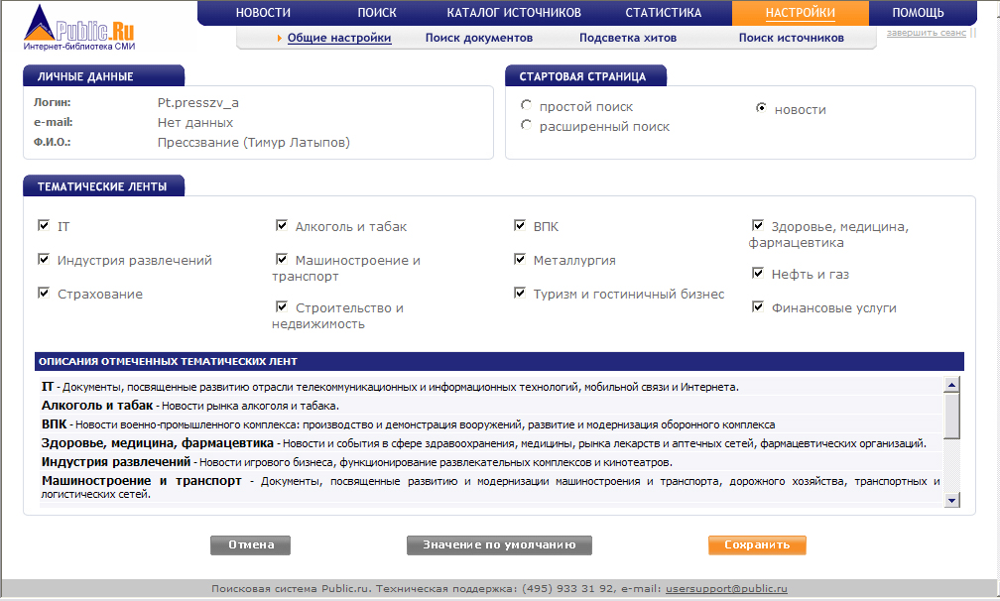 Public.Ru
Интернет-библиотека СМИ
НОВОСТИ ПОИСК КАТАЛОГ ИСТОЧНИКОВ СТАТИСТИКА НАСТРОЙКИ ПОМОЩЬ
Общие настройки Поиск документов Подсветка хитов Поиск источников
завершить сеанс ||
ЛИЧНЫЕ ДАННЫЕ
Логин: Pt.presszv_a
e-mail: Нет данных
Ф.И.О.: Прессзвание (Тимур Латыпов)
СТАРТОВАЯ СТРАНИЦА
простой поиск новости
расширенный поиск
ТЕМАТИЧЕСКИЕ ЛЕНТЫ
IT
Индустрия развлечений
Страхование
Алкоголь и табак
Машиностроение и
транспорт
Строительство и
недвижимость
ВПК
Металлургия
Туризм и гостиничный бизнес
Здоровье, медицина,
фармацевтика
Нефть и газ
Финансовые услуги
ОПИСАНИЯ ОТМЕЧЕННЫХ ТЕМАТИЧЕСКИХ ЛЕНТ
IT - Документы, посвященные развитию отрасли телекоммуникационных и информационных технологий, мобильной связи и Интернета.
Алкоголь и табак - Новости рынка алкоголя и табака.
ВПК - Новости военно-промышленного комплекса: производство и демонстрация вооружений, развитие и модернизация оборонного комплекса
Здоровье, медицина, фармацевтика - Новости и события в сфере здравоохранения, медицины, рынка лекарств и аптечных сетей, фармацевтических организаций.
Индустрия развлечений - Новости игрового бизнеса, функционирование развлекательных комплексов и кинотеатров.
Машиностроение и транспорт - Документы, посвященные развитию и модернизации машиностроения и транспорта, дорожного хозяйства, транспортных и
логистических сетей.
Отмена Значение по умолчанию Сохранить
Поисковая система Public.ru. Техническая поддержка: (495) 933 31 92, e-mail: usersupport@public.ru